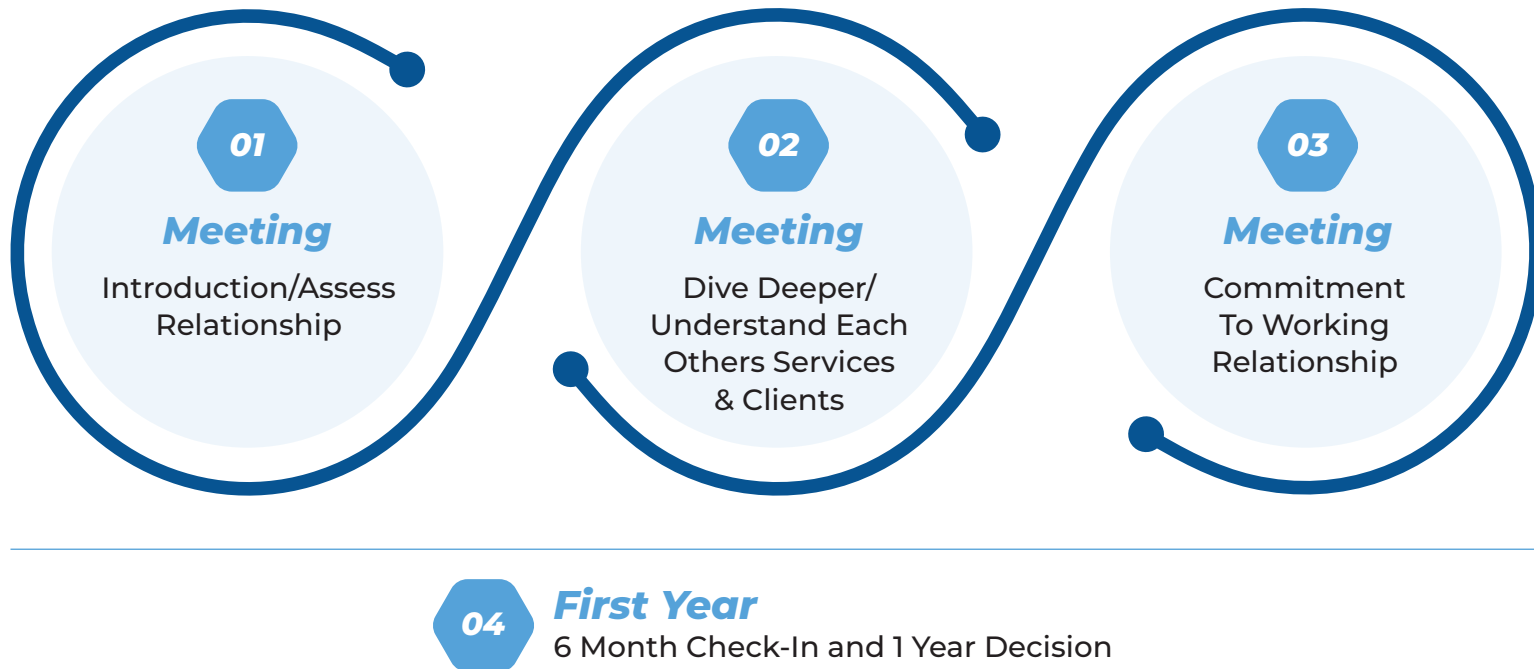 01
Meeting
Introduction/Assess
Relationship
02
Meeting
Dive Deeper/
Understand Each
Others Services
& Clients
03
Meeting
Commitment
To Working
Relationship
04
First Year
6 Month Check-In and 1 Year Decision